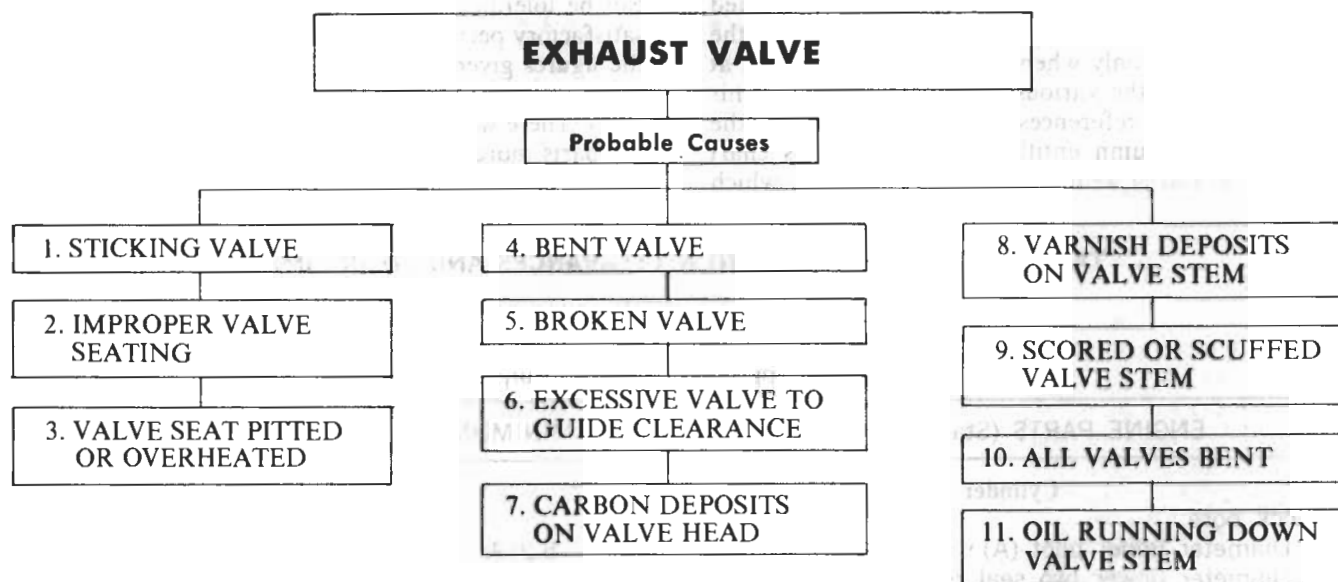 EXHAUST VALVE
Probable Causes
1. STICKING VALVE
2. IMPROPER VALVE
SEATING
3. VALVE SEAT PITTED
OR OVERHEATED
4. BENT VALVE
5. BROKEN VALVE
6. EXCESSIVE VALVE TO
GUIDE CLEARANCE
7. CARBON DEPOSITS
ON VALVE HEAD
8. VARNISH DEPOSITS
ON VALVE STEM
9. SCORED OR SCUFFED
VALVE STEM
10. ALL VALVES BENT
11. OIL RUNNING DOWN
VALVE STEM